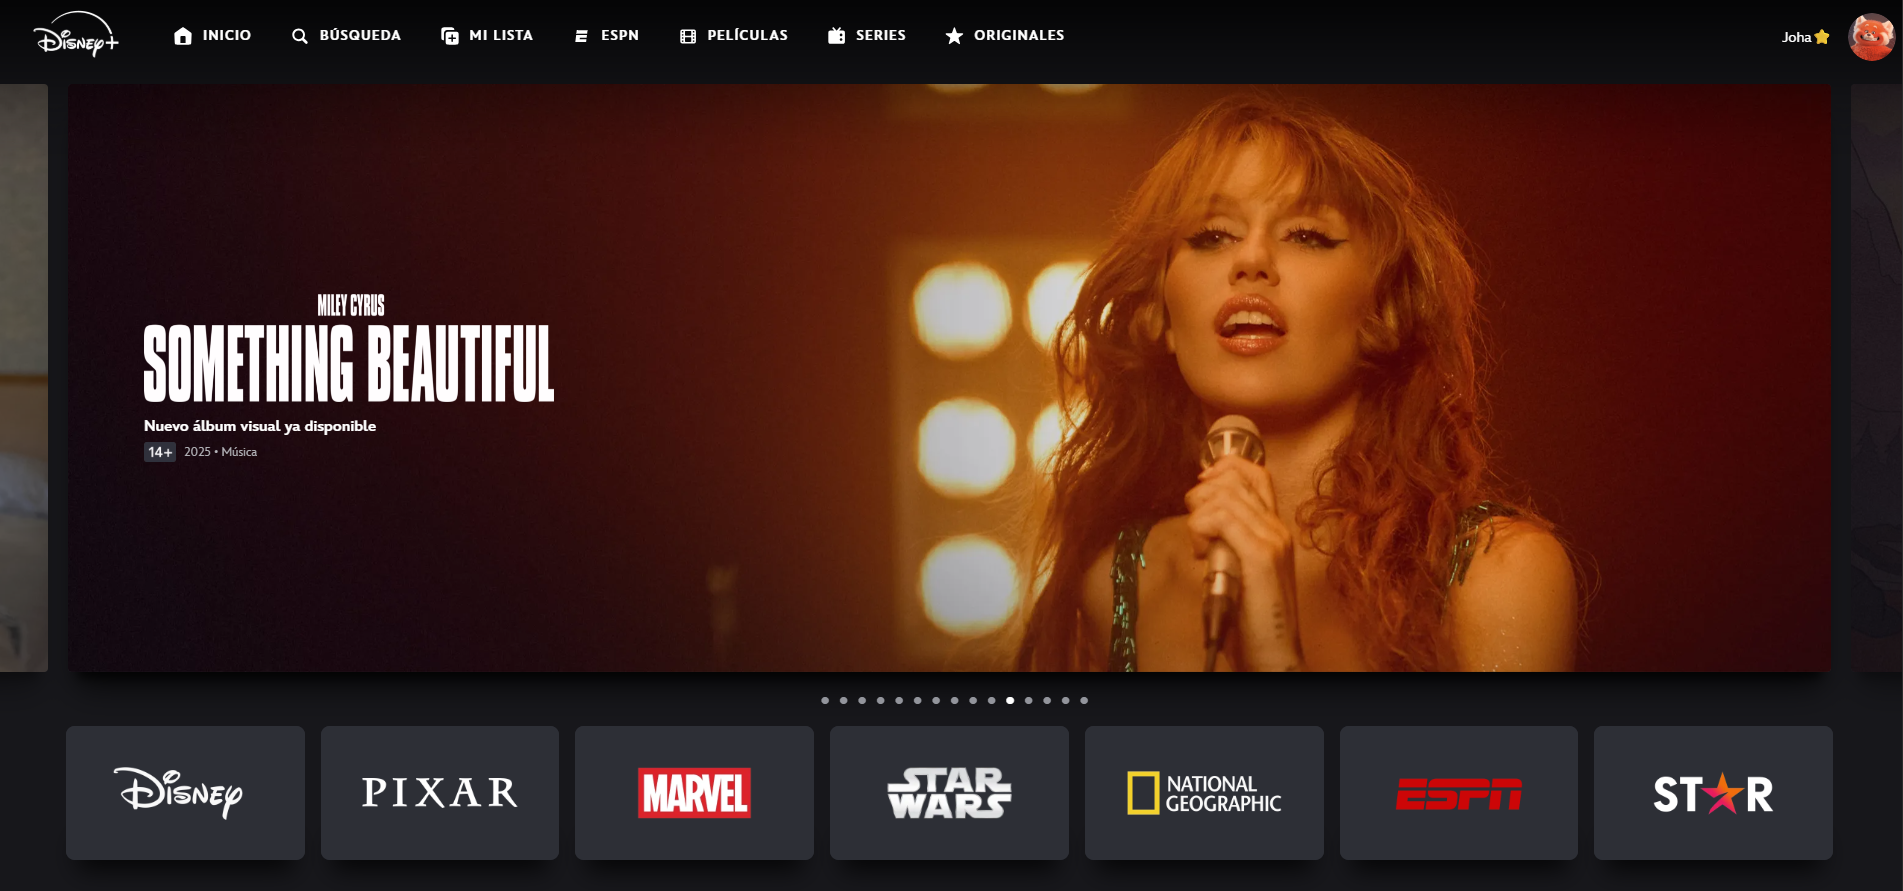 Disney+
INICIO
BÚSQUEDA
MI LISTA
ESPN
PELÍCULAS
SERIES
ORIGINALES
Joha
MILEY CYRUS
SOMETHING BEAUTIFUL
Nuevo álbum visual ya disponible
14+ 2025 • Música
Disney
PIXAR
MARVEL
STAR
WARS
NATIONAL
GEOGRAPHIC
ESPN
STAR